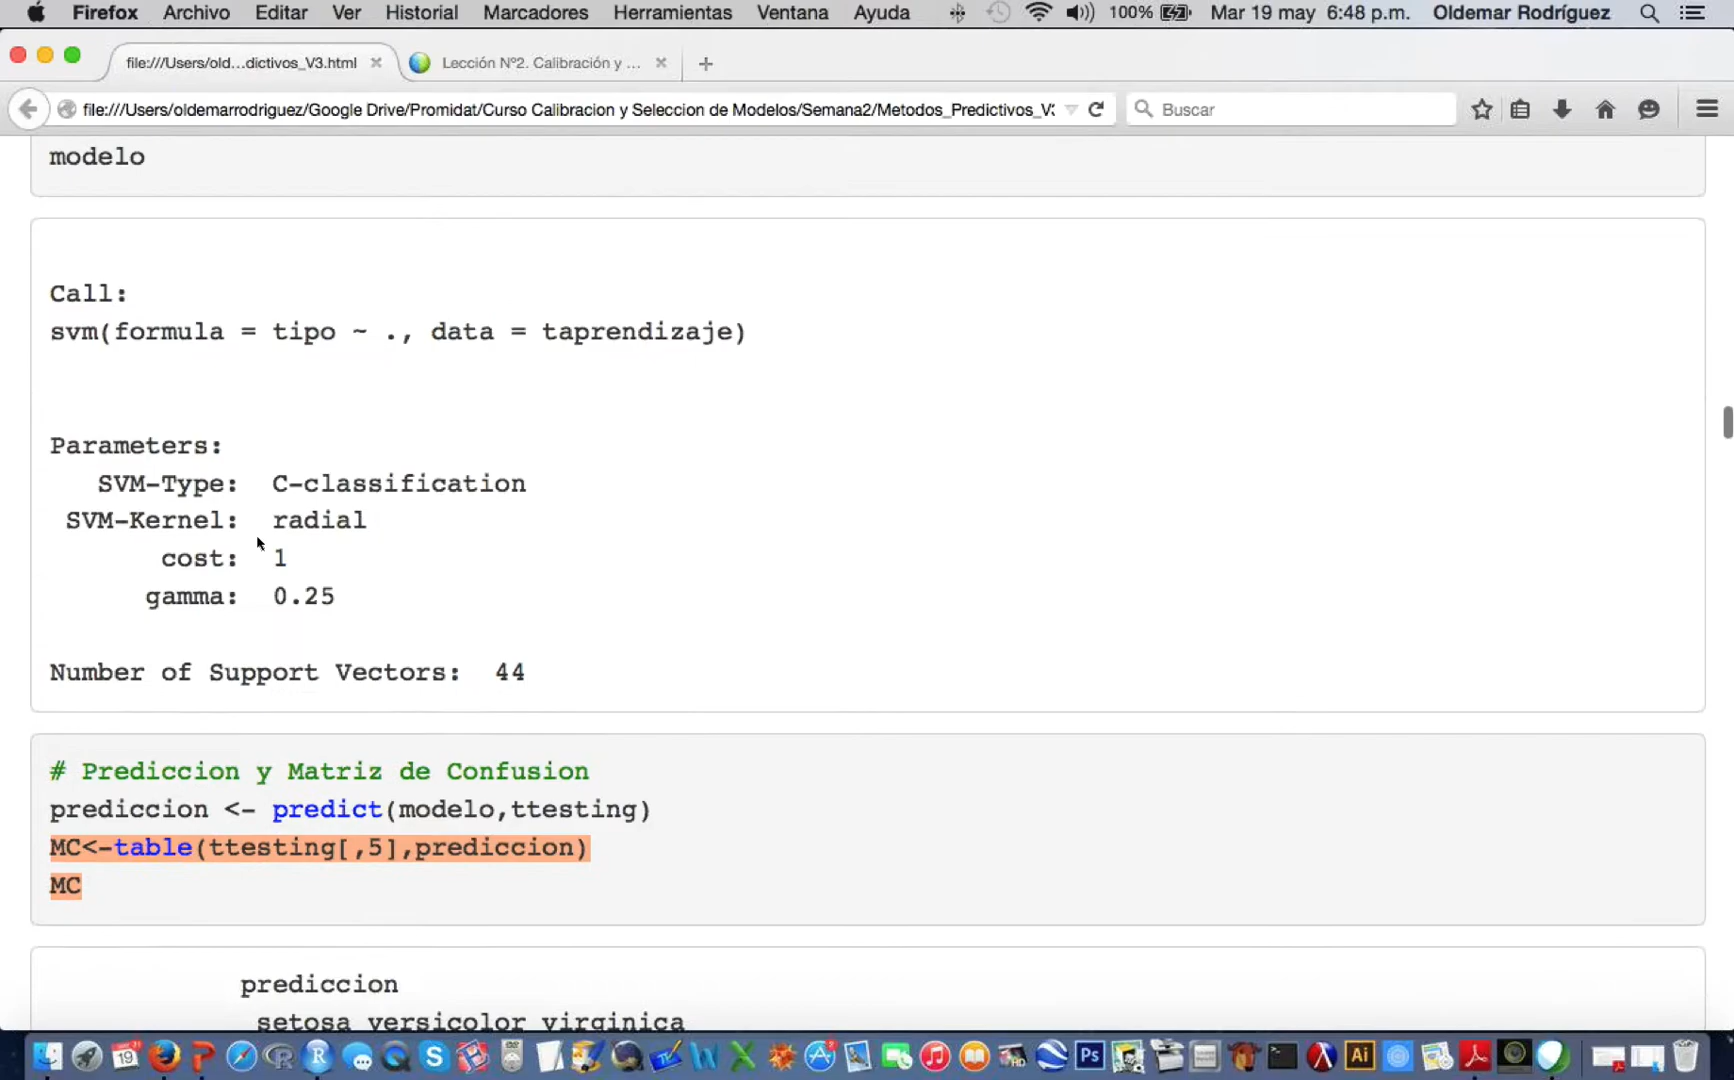 Firefox Archivo Editar Ver Historial Marcadores Herramientas Ventana Ayuda 100% Mar 19 may 6:48 p.m. Oldemar Rodríguez
file:///Users/old...dictivos_V3.html Lección Nº2. Calibración y ...
file:///Users/oldemarrodriguez/Google Drive/Promidat/Curso Calibracion y Seleccion de Modelos/Semana2/Metodos_Predictivos_V Buscar
modelo
Call:
svm(formula = tipo ~ ., data = taprendizaje)
Parameters:
SVM-Type: C-classification
SVM-Kernel: radial
cost: 1
gamma: 0.25
Number of Support Vectors: 44
# Prediccion y Matriz de Confusion
prediccion <- predict(modelo,ttesting)
MC<-table(ttesting[,5],prediccion)
MC
prediccion
setosa versicolor virginica